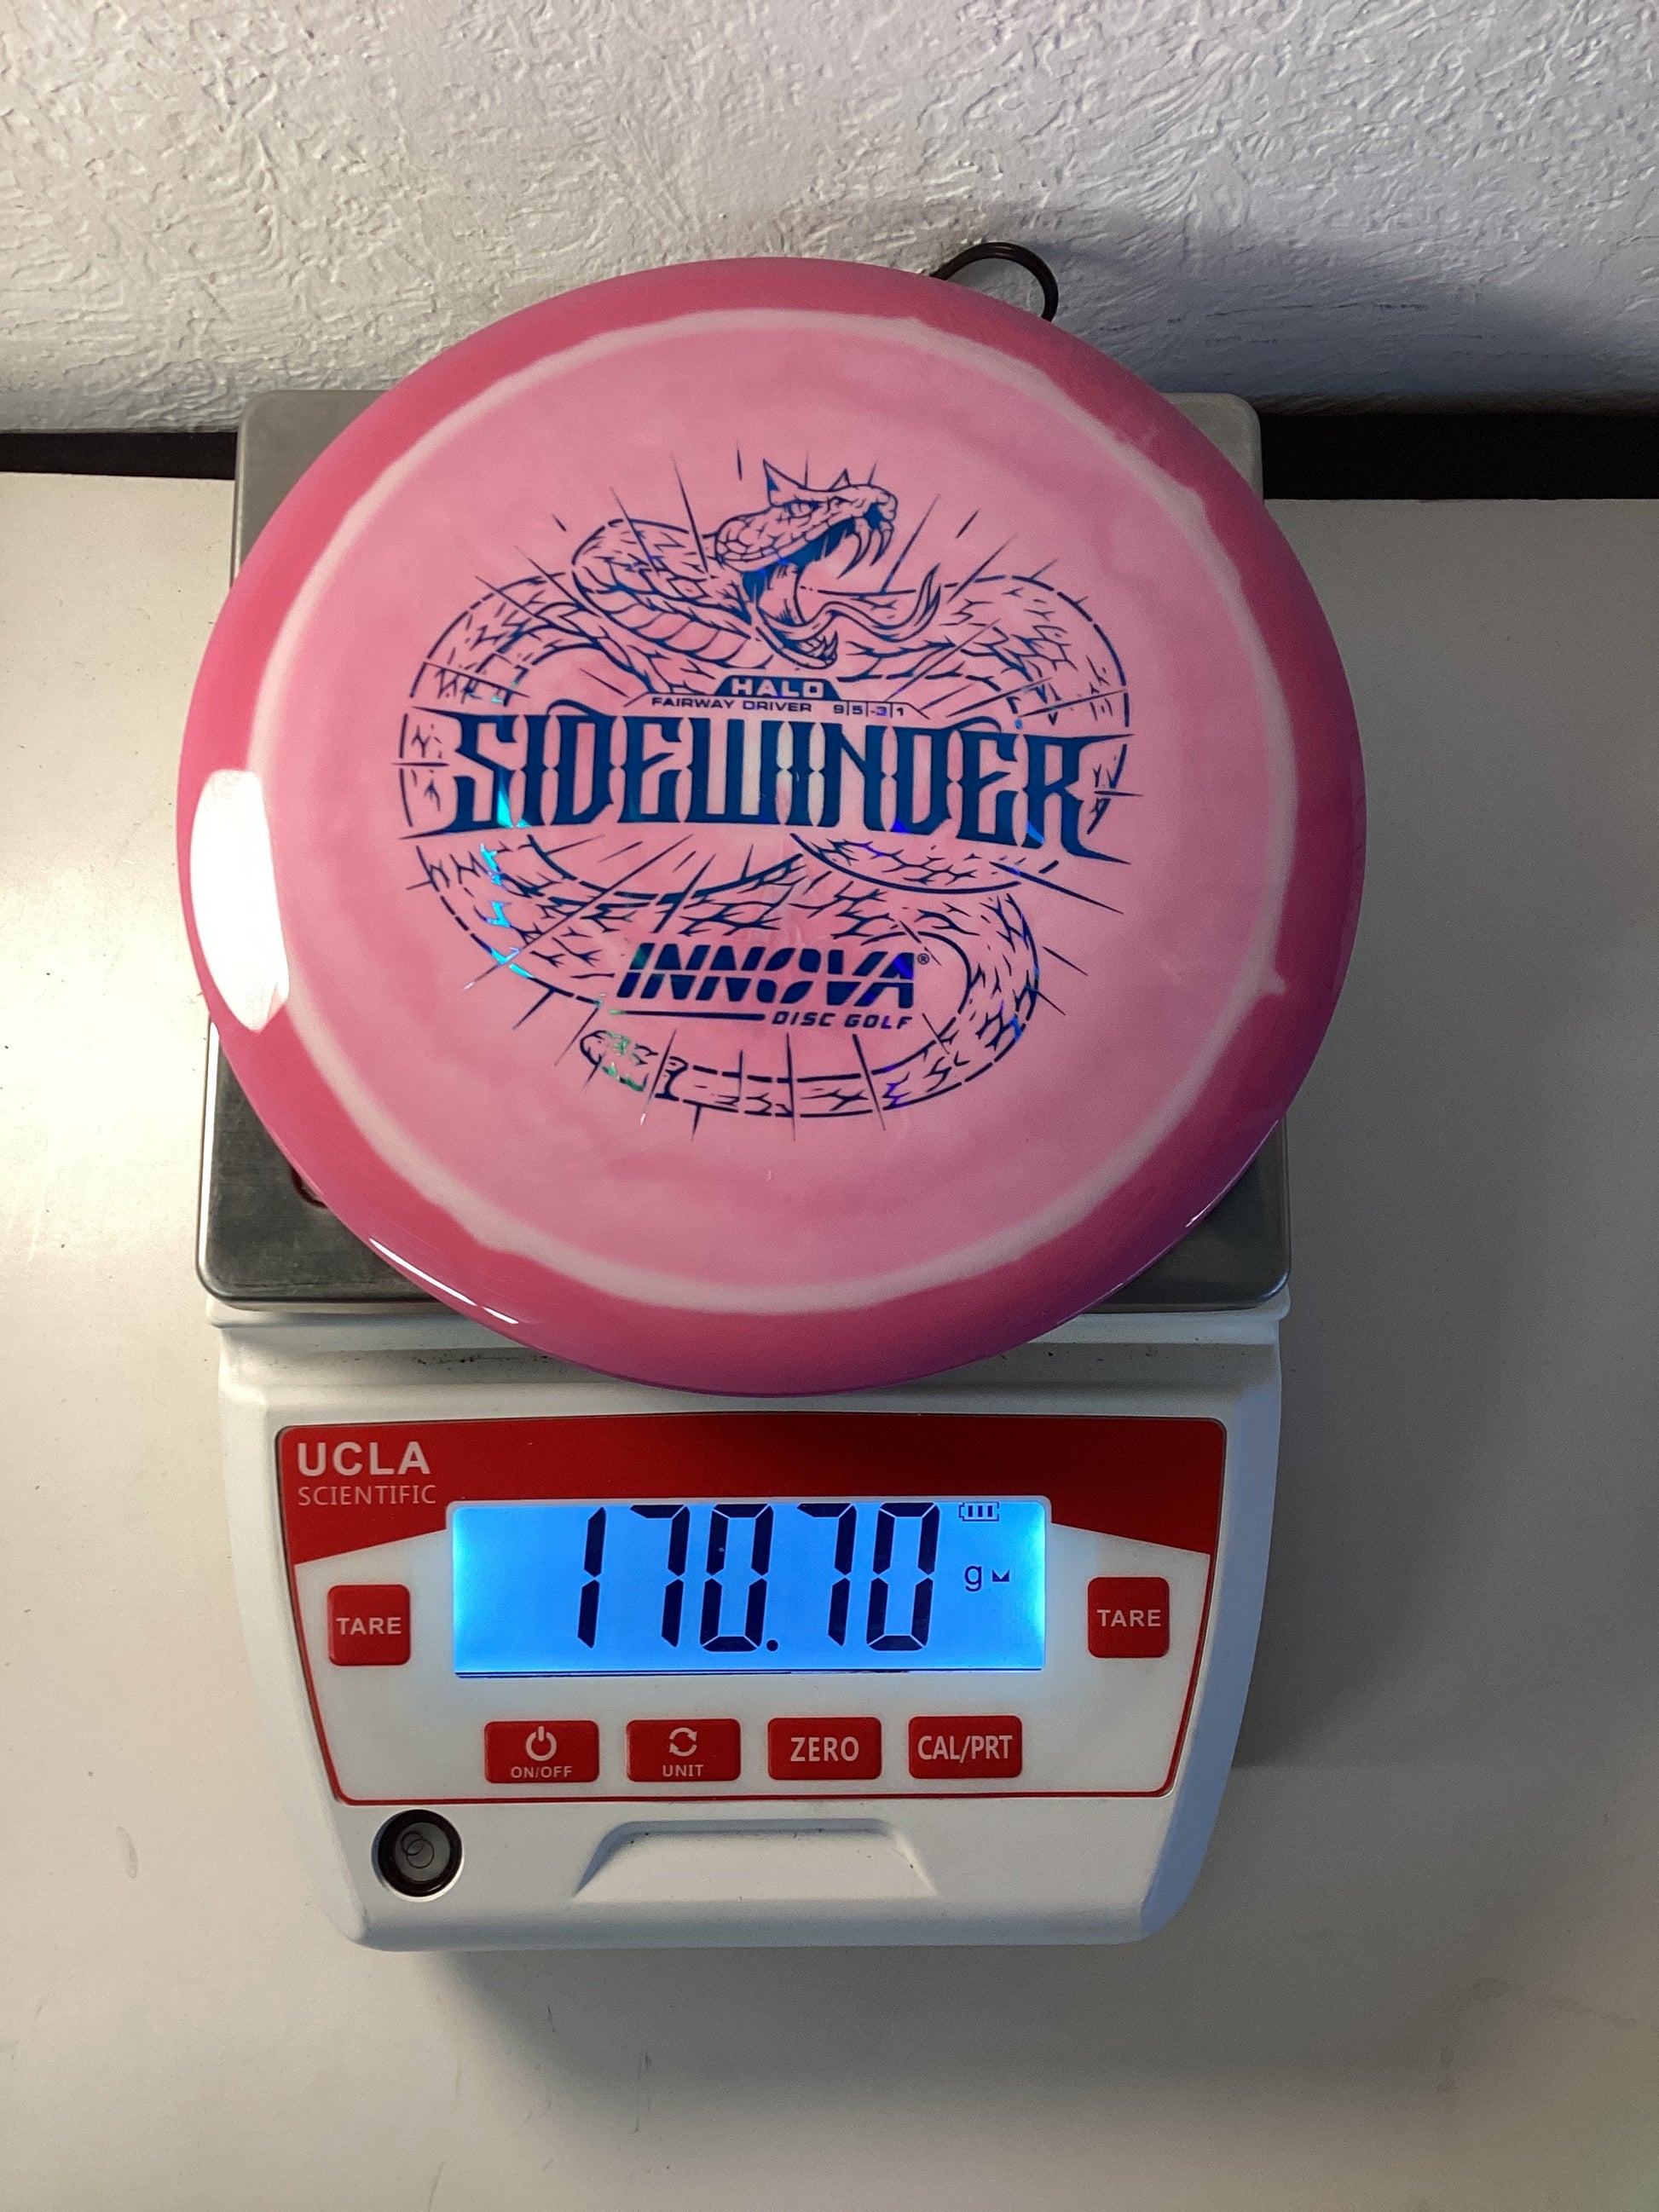 HALO
FAIRWAY DRIVER 9|5|-3|1
SIDEWINDER
INNOVA®
DISC GOLF
UCLA
SCIENTIFIC
170.70 g
TARE
TARE
ON/OFF
UNIT
ZERO
CAL/PRT